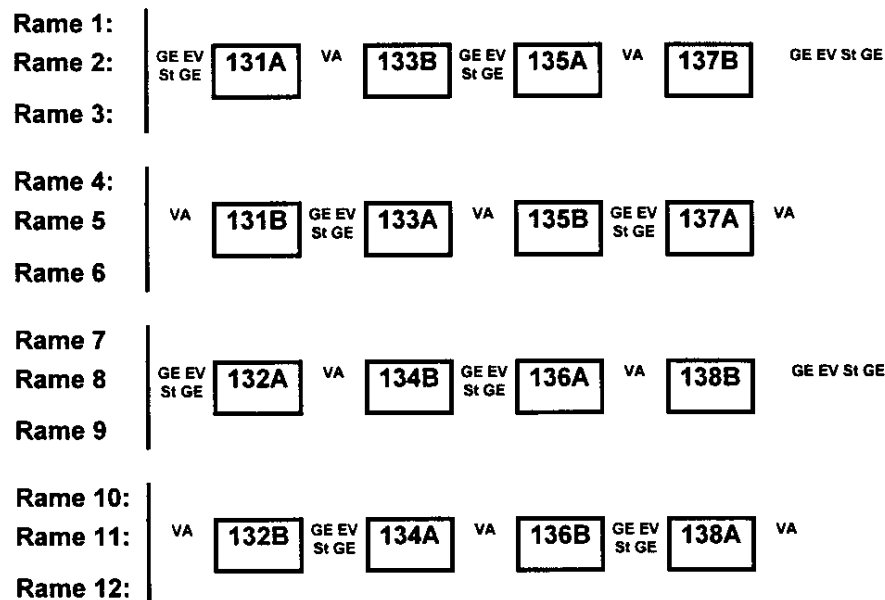 Rame 1:
Rame 2: GE EV St GE 131A VA 133B GE EV St GE 135A VA 137B GE EV St GE
Rame 3:
Rame 4:
Rame 5 VA 131B GE EV St GE 133A VA 135B GE EV St GE 137A VA
Rame 6
Rame 7
Rame 8 GE EV St GE 132A VA 134B GE EV St GE 136A VA 138B GE EV St GE
Rame 9
Rame 10:
Rame 11: VA 132B GE EV St GE 134A VA 136B GE EV St GE 138A VA
Rame 12: